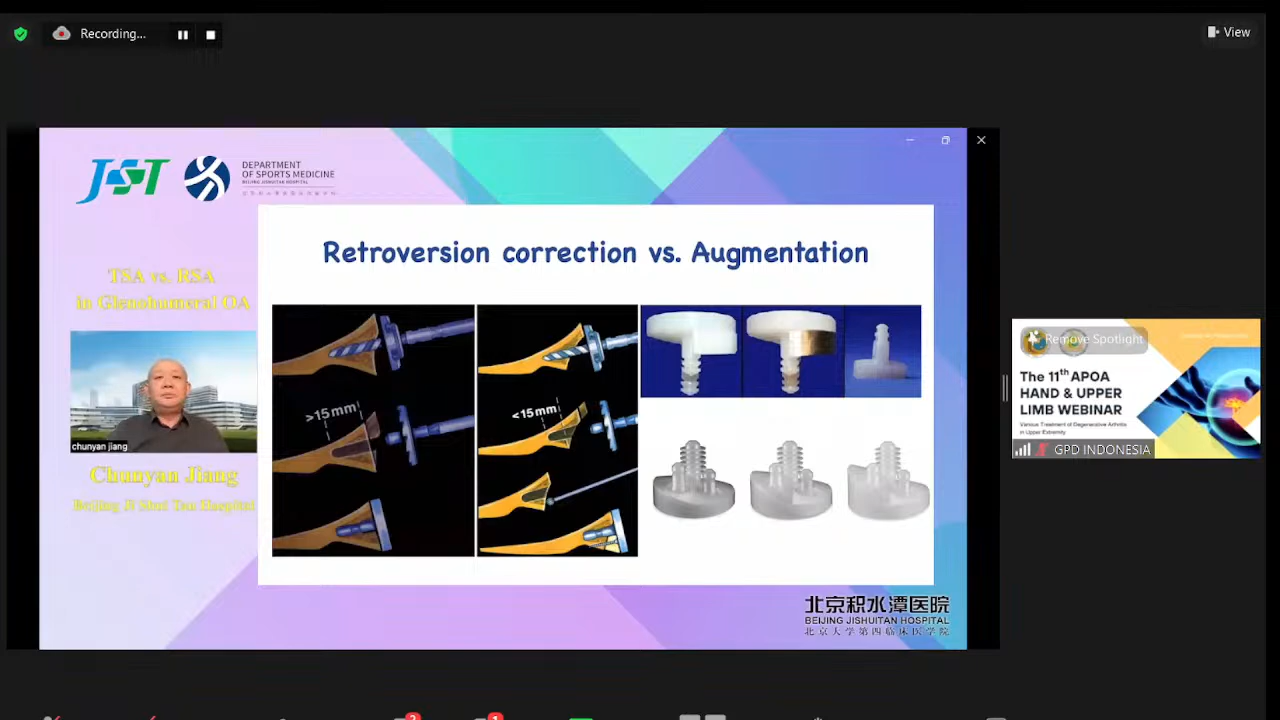 Recording...
View
JST
DEPARTMENT
OF SPORTS MEDICINE
BEIJING JISHUITAN HOSPITAL
Retroversion correction vs. Augmentation
TSA vs. RSA
in Glenohumeral OA
>15mm
<15mm
chunyan jiang
Chunyan Jiang
Beijing Ji Shui Tan Hospital
北京积水潭医院
BEIJING JISHUITAN HOSPITAL
北京大学第四临床医学院
Remove Spotlight
The 11th APOA
HAND & UPPER
LIMB WEBINAR
Various Treatment of Degenerative Arthritis
in Upper Extremity
GPD INDONESIA
2
1